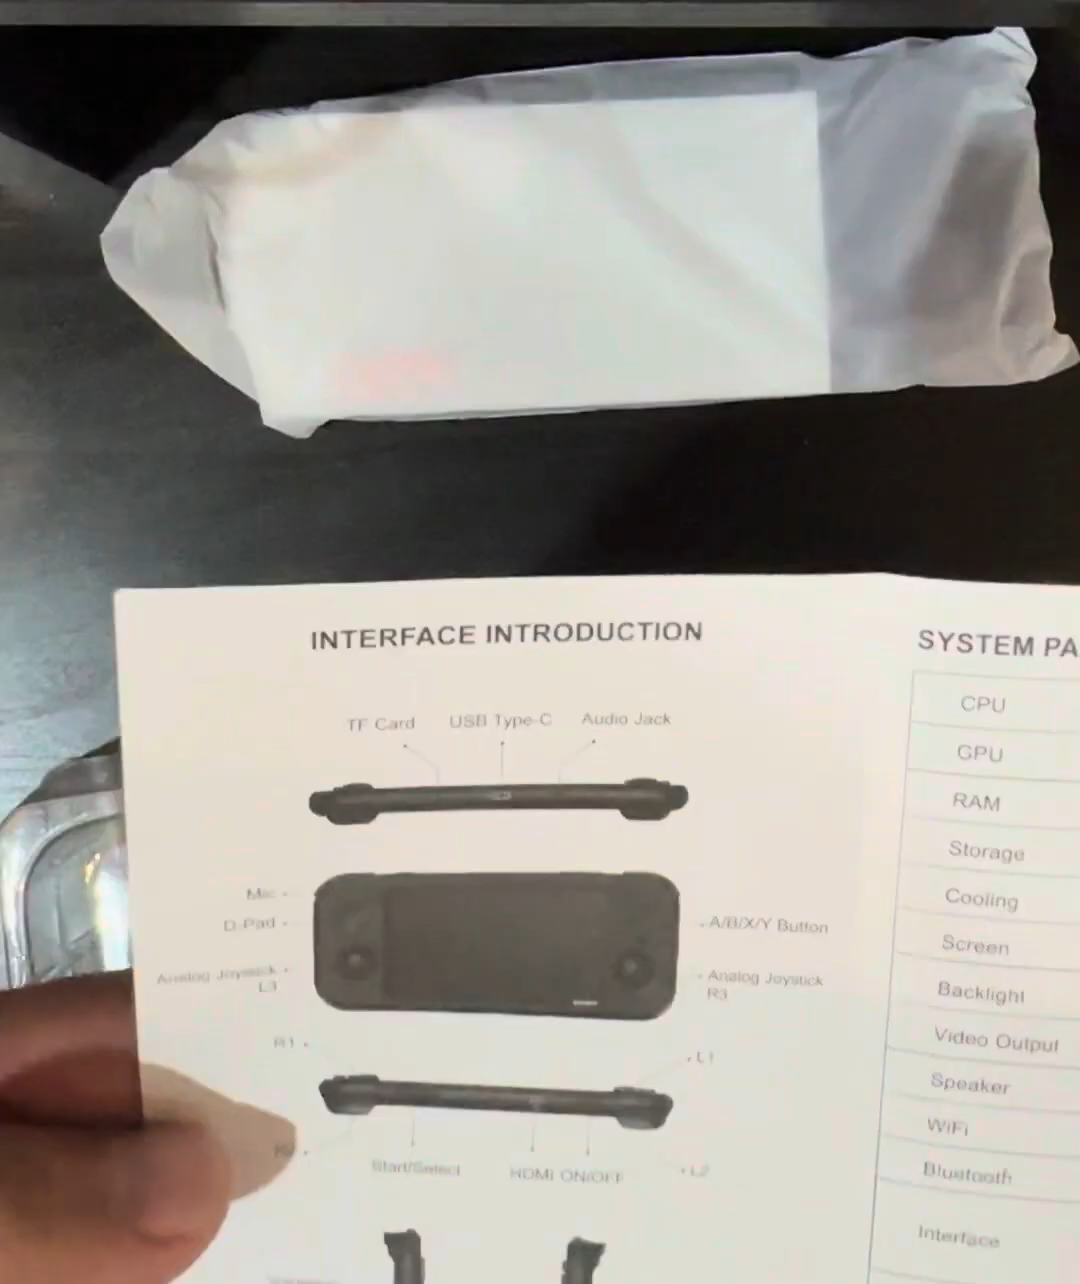 INTERFACE INTRODUCTION
TF Card
USB Type-C
Audio Jack
Mic
D-Pad
Analog Joystick
L3
A/B/X/Y Button
Analog Joystick
R3
R1
L1
Start/Select
HDMI
ON/OFF
L2
SYSTEM PA
CPU
GPU
RAM
Storage
Cooling
Screen
Backlight
Video Output
Speaker
WiFi
Bluetooth
Interface